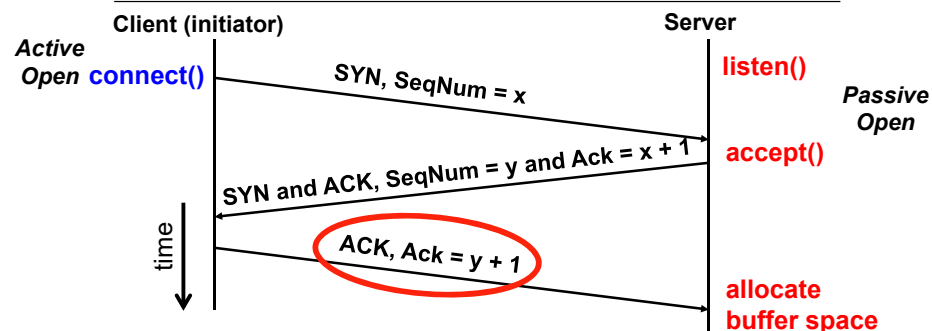 Client (initiator)
Server
Active
Open
connect()
listen()
SYN, SeqNum = x
Passive
Open
accept()
SYN and ACK, SeqNum = y and Ack = x + 1
time
ACK, Ack = y + 1
allocate
buffer space